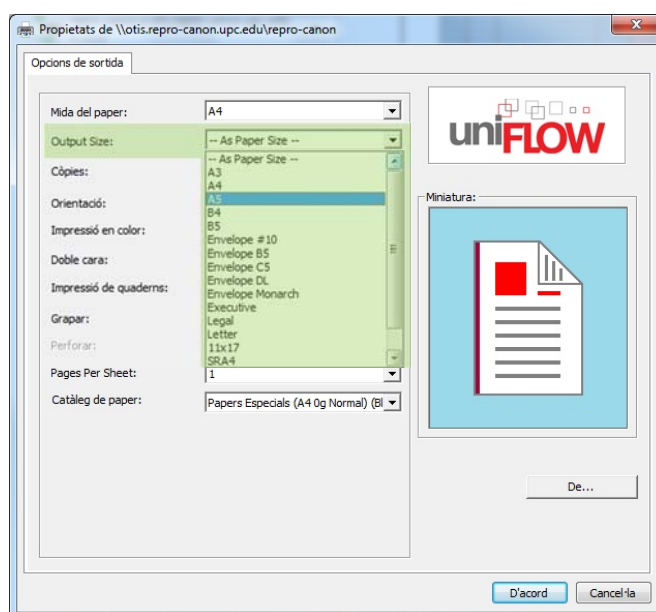 Propietats de \\otis.repro-canon.upc.edu\repro-canon
Opcions de sortida
Mida del paper: A4
Output Size: -- As Paper Size --
-- As Paper Size --
A3
A4
A5
B4
B5
Envelope #10
Envelope B5
Envelope C5
Envelope DL
Envelope Monarch
Executive
Legal
Letter
11x17
SRA4
Còpies:
Orientació:
Impressió en color:
Doble cara:
Impressió de quaderns:
Grapar:
Perforar:
Pages Per Sheet: 1
Catàleg de paper: Papers Especials (A4 0g Normal) (Bl
uniFLOW
Miniatura:
De...
D'acord
Cancel·la